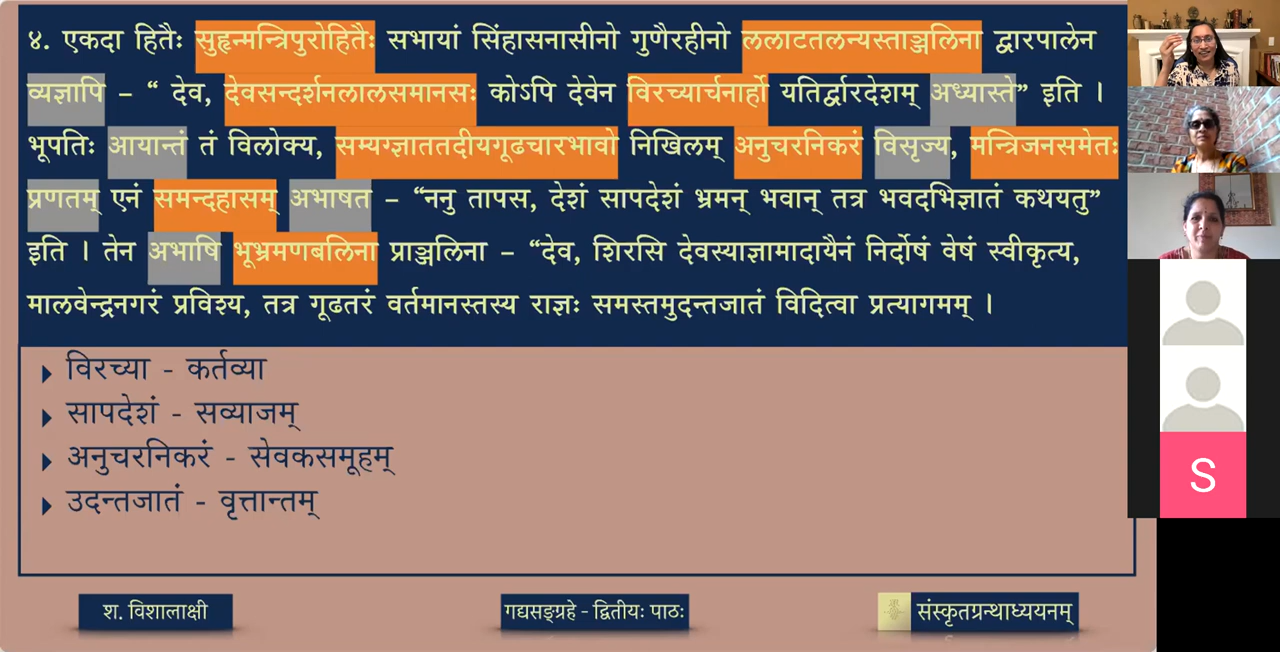 ४. एकदा हितैः सुहृन्मन्त्रिपुरोहितैः सभायां सिंहासनासीनो गुणैरहीनो ललाटतलन्यस्ताञ्जलिना द्वारपालेन
व्यज्ञापि – “ देव, देवसन्दर्शनलालसमानसः कोऽपि देवेन विरच्यार्चनार्हो यतिर्द्वारदेशम् अध्यास्ते” इति ।
भूपतिः आयान्तं तं विलोक्य, सम्यग्ज्ञाततदीयगूढचारभावो निखिलम् अनुचरनिकरं विसृज्य, मन्त्रिजनसमेतः
प्रणतम् एनं समन्दहासम् अभाषत – “ननु तापस, देशं सापदेशं भ्रमन् भवान् तत्र भवदभिज्ञातं कथयतु”
इति । तेन अभाषि भूभ्रमणबलिना प्राञ्जलिना – “देव, शिरसि देवस्याज्ञामादायैनं निर्दोषं वेषं स्वीकृत्य,
मालवेन्द्रनगरं प्रविश्य, तत्र गूढतरं वर्तमानस्तस्य राज्ञः समस्तमुदन्तजातं विदित्वा प्रत्यागमम् ।
विरच्या - कर्तव्या
सापदेशं - सव्याजम्
अनुचरनिकरं - सेवकसमूहम्
उदन्तजातं - वृत्तान्तम्
श. विशालाक्षी
गद्यसङ्ग्रहे - द्वितीयः पाठः
संस्कृतग्रन्थाध्ययनम्
S